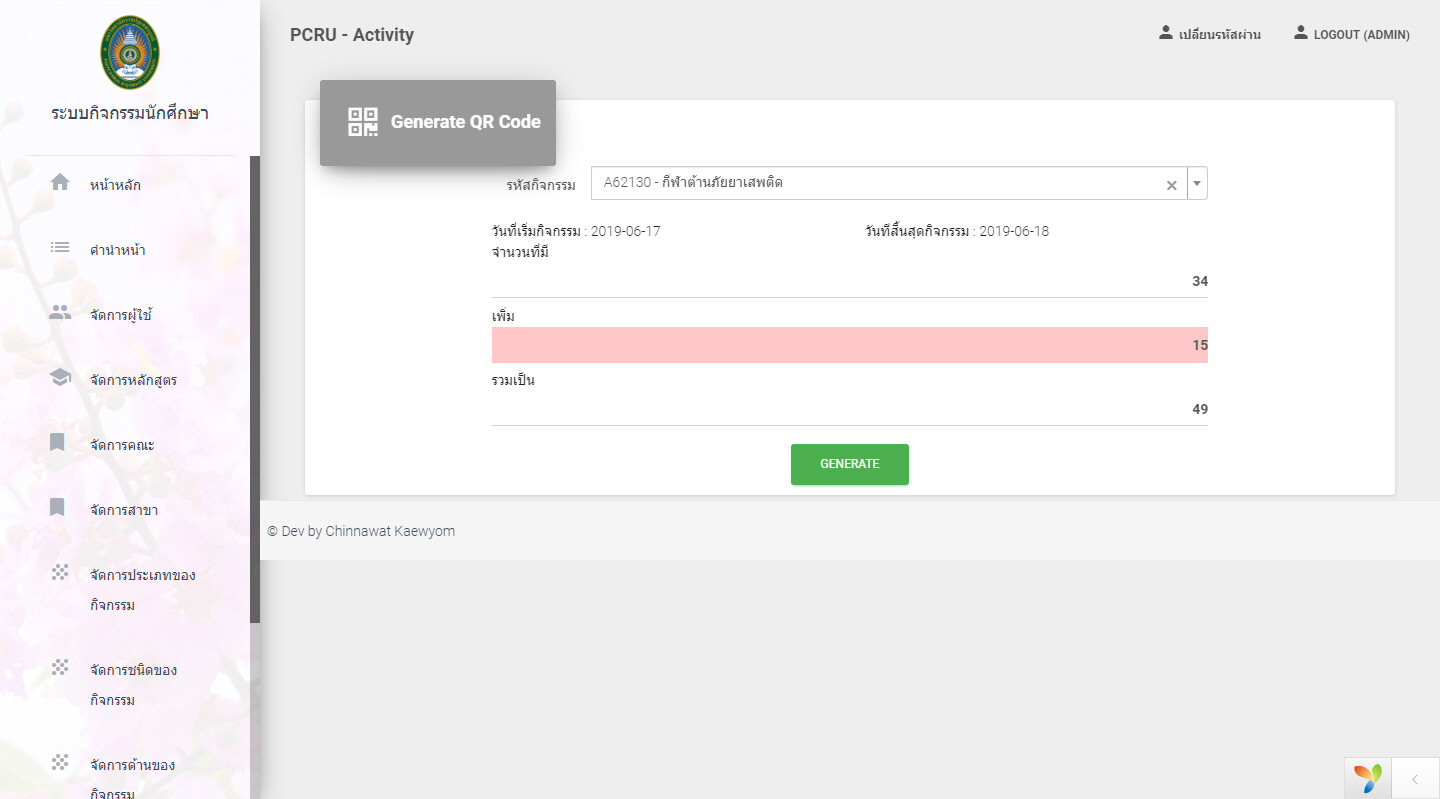 ระบบกิจกรรมนักศึกษา
หน้าหลัก
คำนำหน้า
จัดการผู้ใช้
จัดการหลักสูตร
จัดการคณะ
จัดการสาขา
จัดการประเภทของ
กิจกรรม
จัดการชนิดของ
กิจกรรม
จัดการด้านของ
กิจกรรม
PCRU - Activity
เปลี่ยนรหัสผ่าน
LOGOUT (ADMIN)
Generate QR Code
รหัสกิจกรรม
A62130 - กีฬาต้านภัยยาเสพติด
วันที่เริ่มกิจกรรม : 2019-06-17
วันที่สิ้นสุดกิจกรรม : 2019-06-18
จำนวนที่มี
34
เพิ่ม
15
รวมเป็น
49
GENERATE
© Dev by Chinnawat Kaewyom